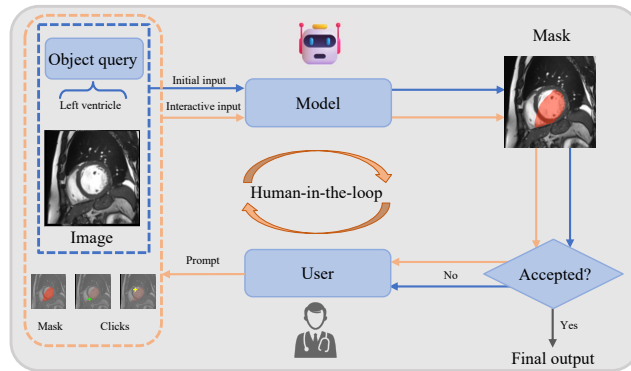 Object query
Left ventricle
Image
Mask
Clicks
Initial input
Interactive input
Model
Mask
Human-in-the-loop
Prompt
User
No
Accepted?
Yes
Final output